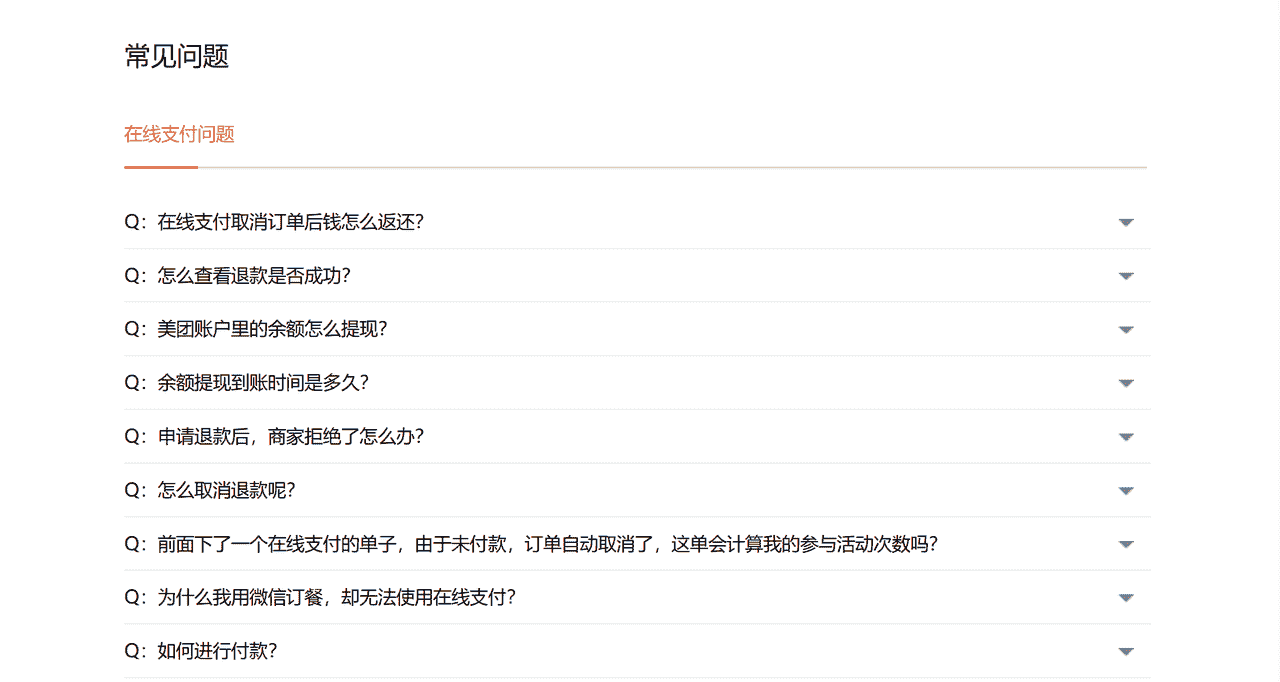 常见问题
在线支付问题
Q：在线支付取消订单后钱怎么返还？
Q：怎么查看退款是否成功？
Q：美团账户里的余额怎么提现？
Q：余额提现到账时间是多久？
Q：申请退款后，商家拒绝了怎么办？
Q：怎么取消退款呢？
Q：前面下了一个在线支付的单子，由于未付款，订单自动取消了，这单会计算我的参与活动次数吗？
Q：为什么我用微信订餐，却无法使用在线支付？
Q：如何进行付款？